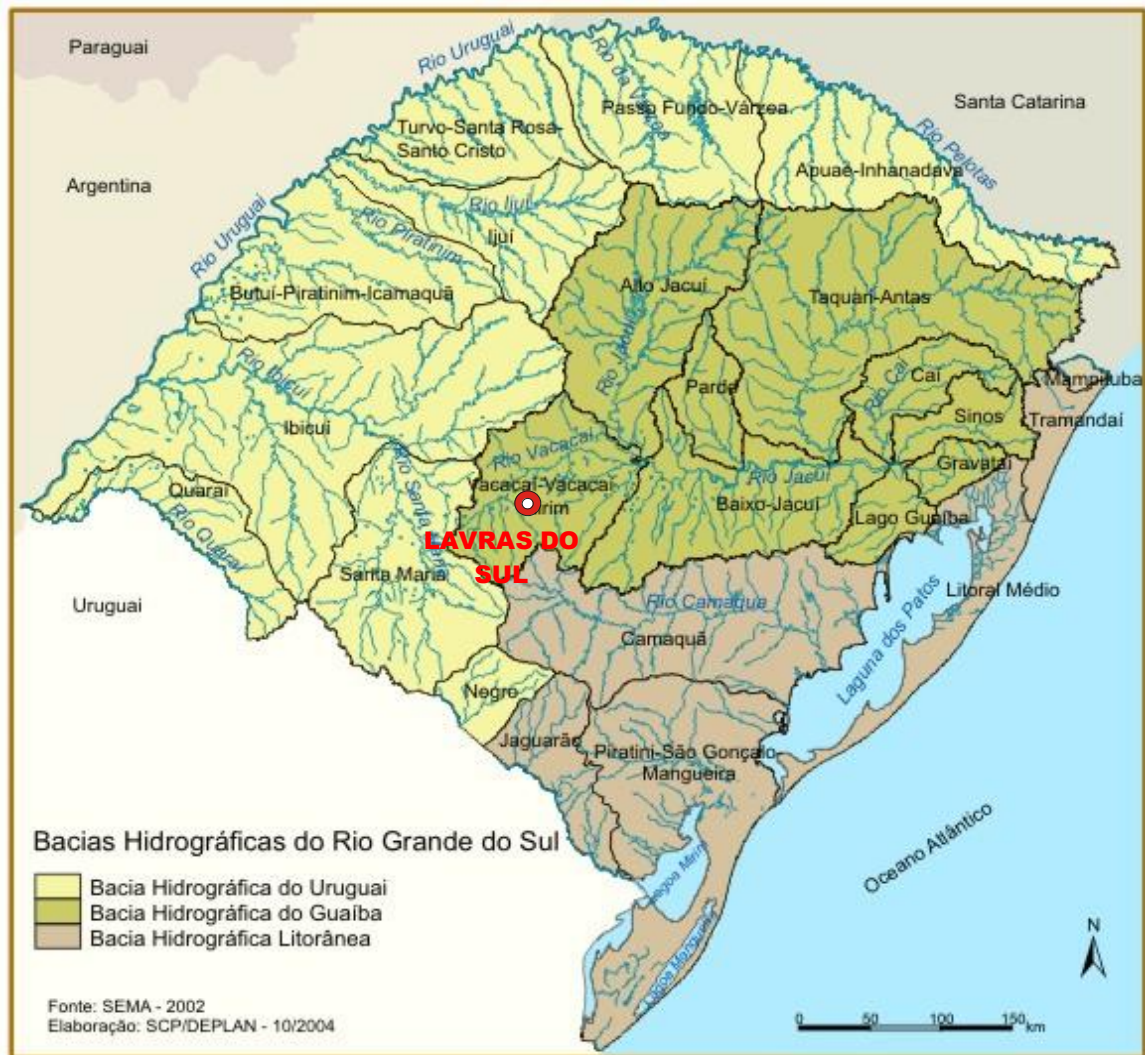 Paraguai
Rio Uruguai
Rio da Várzea
Passo Fundo-Várzea
Santa Catarina
Turvo-Santa Rosa-
Santo Cristo
Rio Pelotas
Apuaê-Inhandava
Argentina
Rio Ijuí
Ijuí
Rio Piratinim
Rio Uruguai
Butuí-Piratinim-Icamaquã
Alto Jacuí
Taquari-Antas
Rio Jacuí
Rio Ibicuí
Ibicuí
Pardo
Rio Caí
Caí
Mampituba
Sinos
Tramandaí
Rio Vacacaí
Vacacaí-Vacacaí
Gravataí
Rio Jacuí
Baixo-Jacuí
Lago Guaíba
Quaraí
Rio Quaraí
Rio Santa Maria
LAVRAS DO
SUL
Santa Maria
Uruguai
Litoral Médio
Rio Camaquã
Camaquã
Laguna dos Patos
Negro
Jaguarão
Piratini-São Gonçalo-
Mangueira
Oceano Atlântico
Lagoa Mirim
Lagoa Mangueira
Bacias Hidrográficas do Rio Grande do Sul
Bacia Hidrográfica do Uruguai
Bacia Hidrográfica do Guaíba
Bacia Hidrográfica Litorânea
Fonte: SEMA - 2002
Elaboração: SCP/DEPLAN - 10/2004
N
0 50 100 150 km